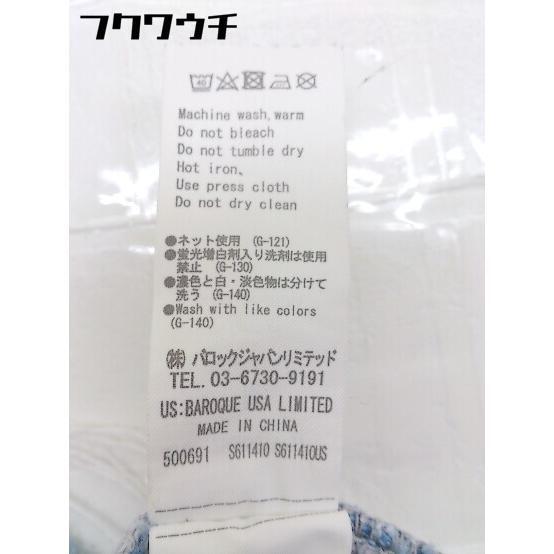 フクワウチ
40
Machine wash, warm
Do not bleach
Do not tumble dry
Hot iron、
Use press cloth
Do not dry clean
●ネット使用 (G-121)
●蛍光増白剤入り洗剤は使用
禁止 (G-130)
●濃色と白・淡色物は分けて
洗う (G-140)
●Wash with like colors
(G-140)
㈱ バロックジャパンリミテッド
TEL. 03-6730-9191
US:BAROQUE USA LIMITED
MADE IN CHINA
500691 S611410 S611410US